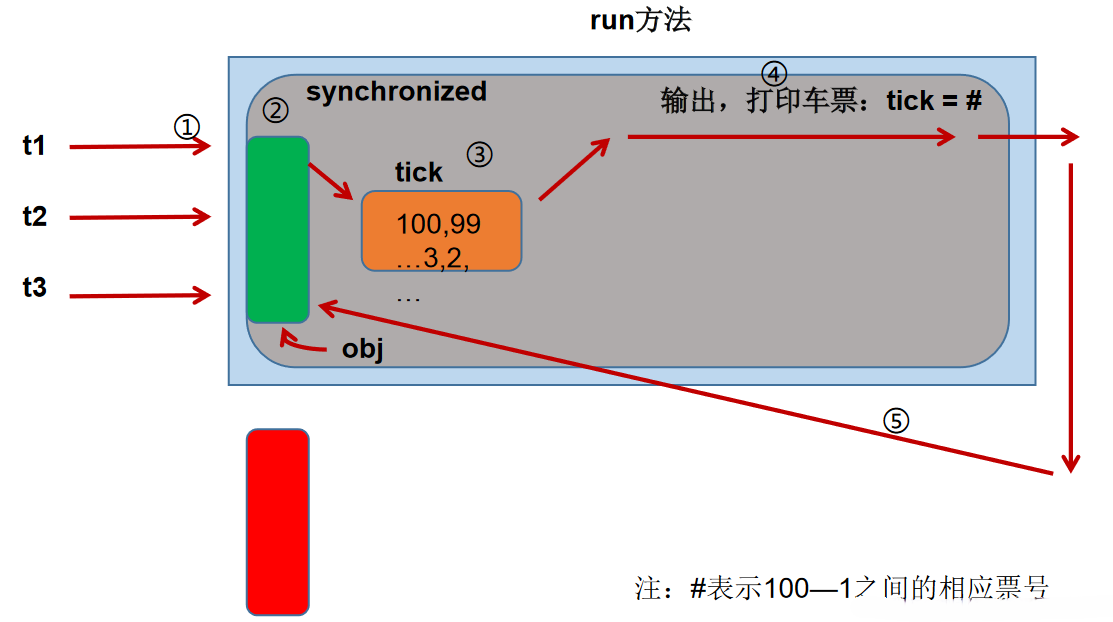 run方法
④
synchronized
②
输出，打印车票：tick = #
①
t1
tick
③
t2
100,99
…3,2,
t3
…
obj
⑤
注：#表示100—1之间的相应票号